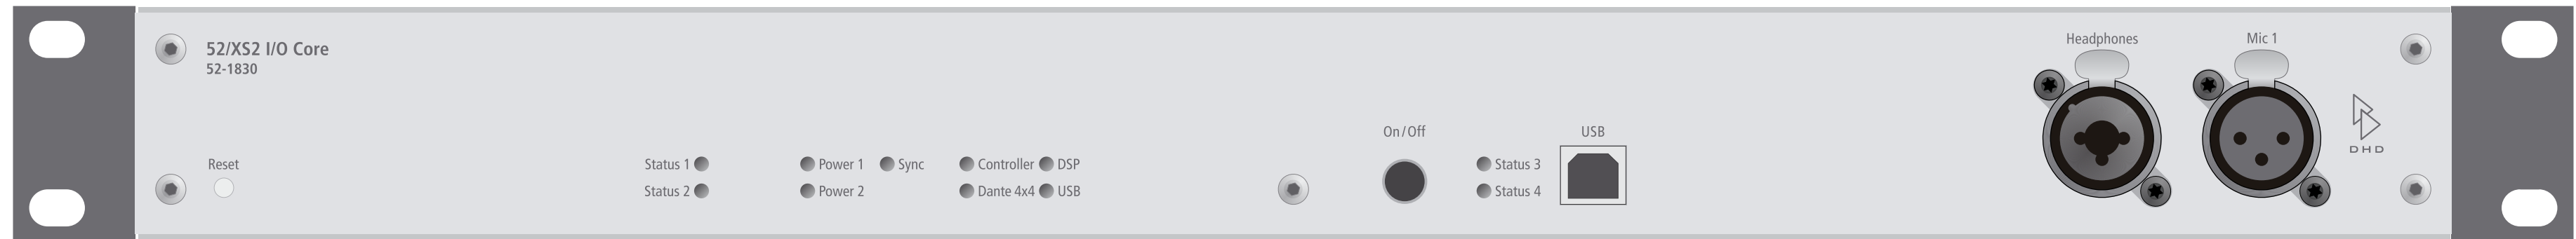 52/XS2 I/O Core
52-1830
Reset
Status 1
Status 2
Power 1
Sync
Power 2
Controller
DSP
Dante 4x4
USB
On/Off
Status 3
Status 4
USB
Headphones
Mic 1
DHD